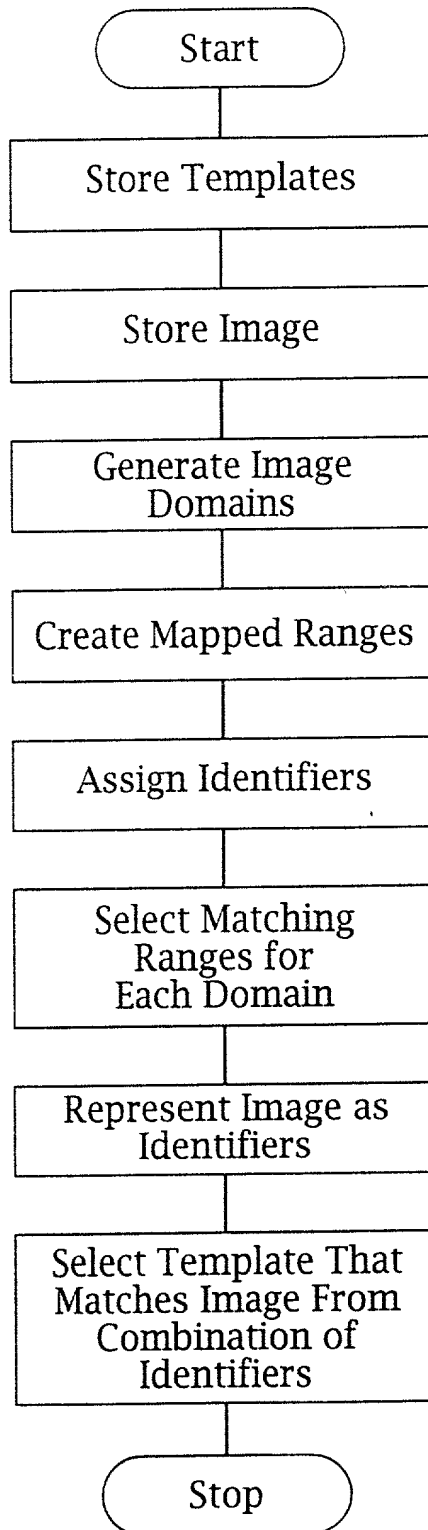 Start
Store Templates
Store Image
Generate Image
Domains
Create Mapped Ranges
Assign Identifiers
Select Matching
Ranges for
Each Domain
Represent Image as
Identifiers
Select Template That
Matches Image From
Combination of
Identifiers
Stop